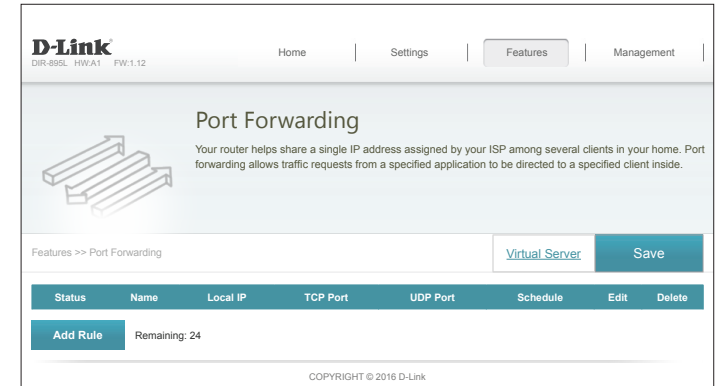 D-Link
DIR-895L HW:A1 FW:1.12
Home
Settings
Features
Management
Port Forwarding
Your router helps share a single IP address assigned by your ISP among several clients in your home. Port
forwarding allows traffic requests from a specified application to be directed to a specified client inside.
Features >> Port Forwarding
Virtual Server
Save
Status Name Local IP TCP Port UDP Port Schedule Edit Delete
Add Rule
Remaining: 24
COPYRIGHT © 2016 D-Link